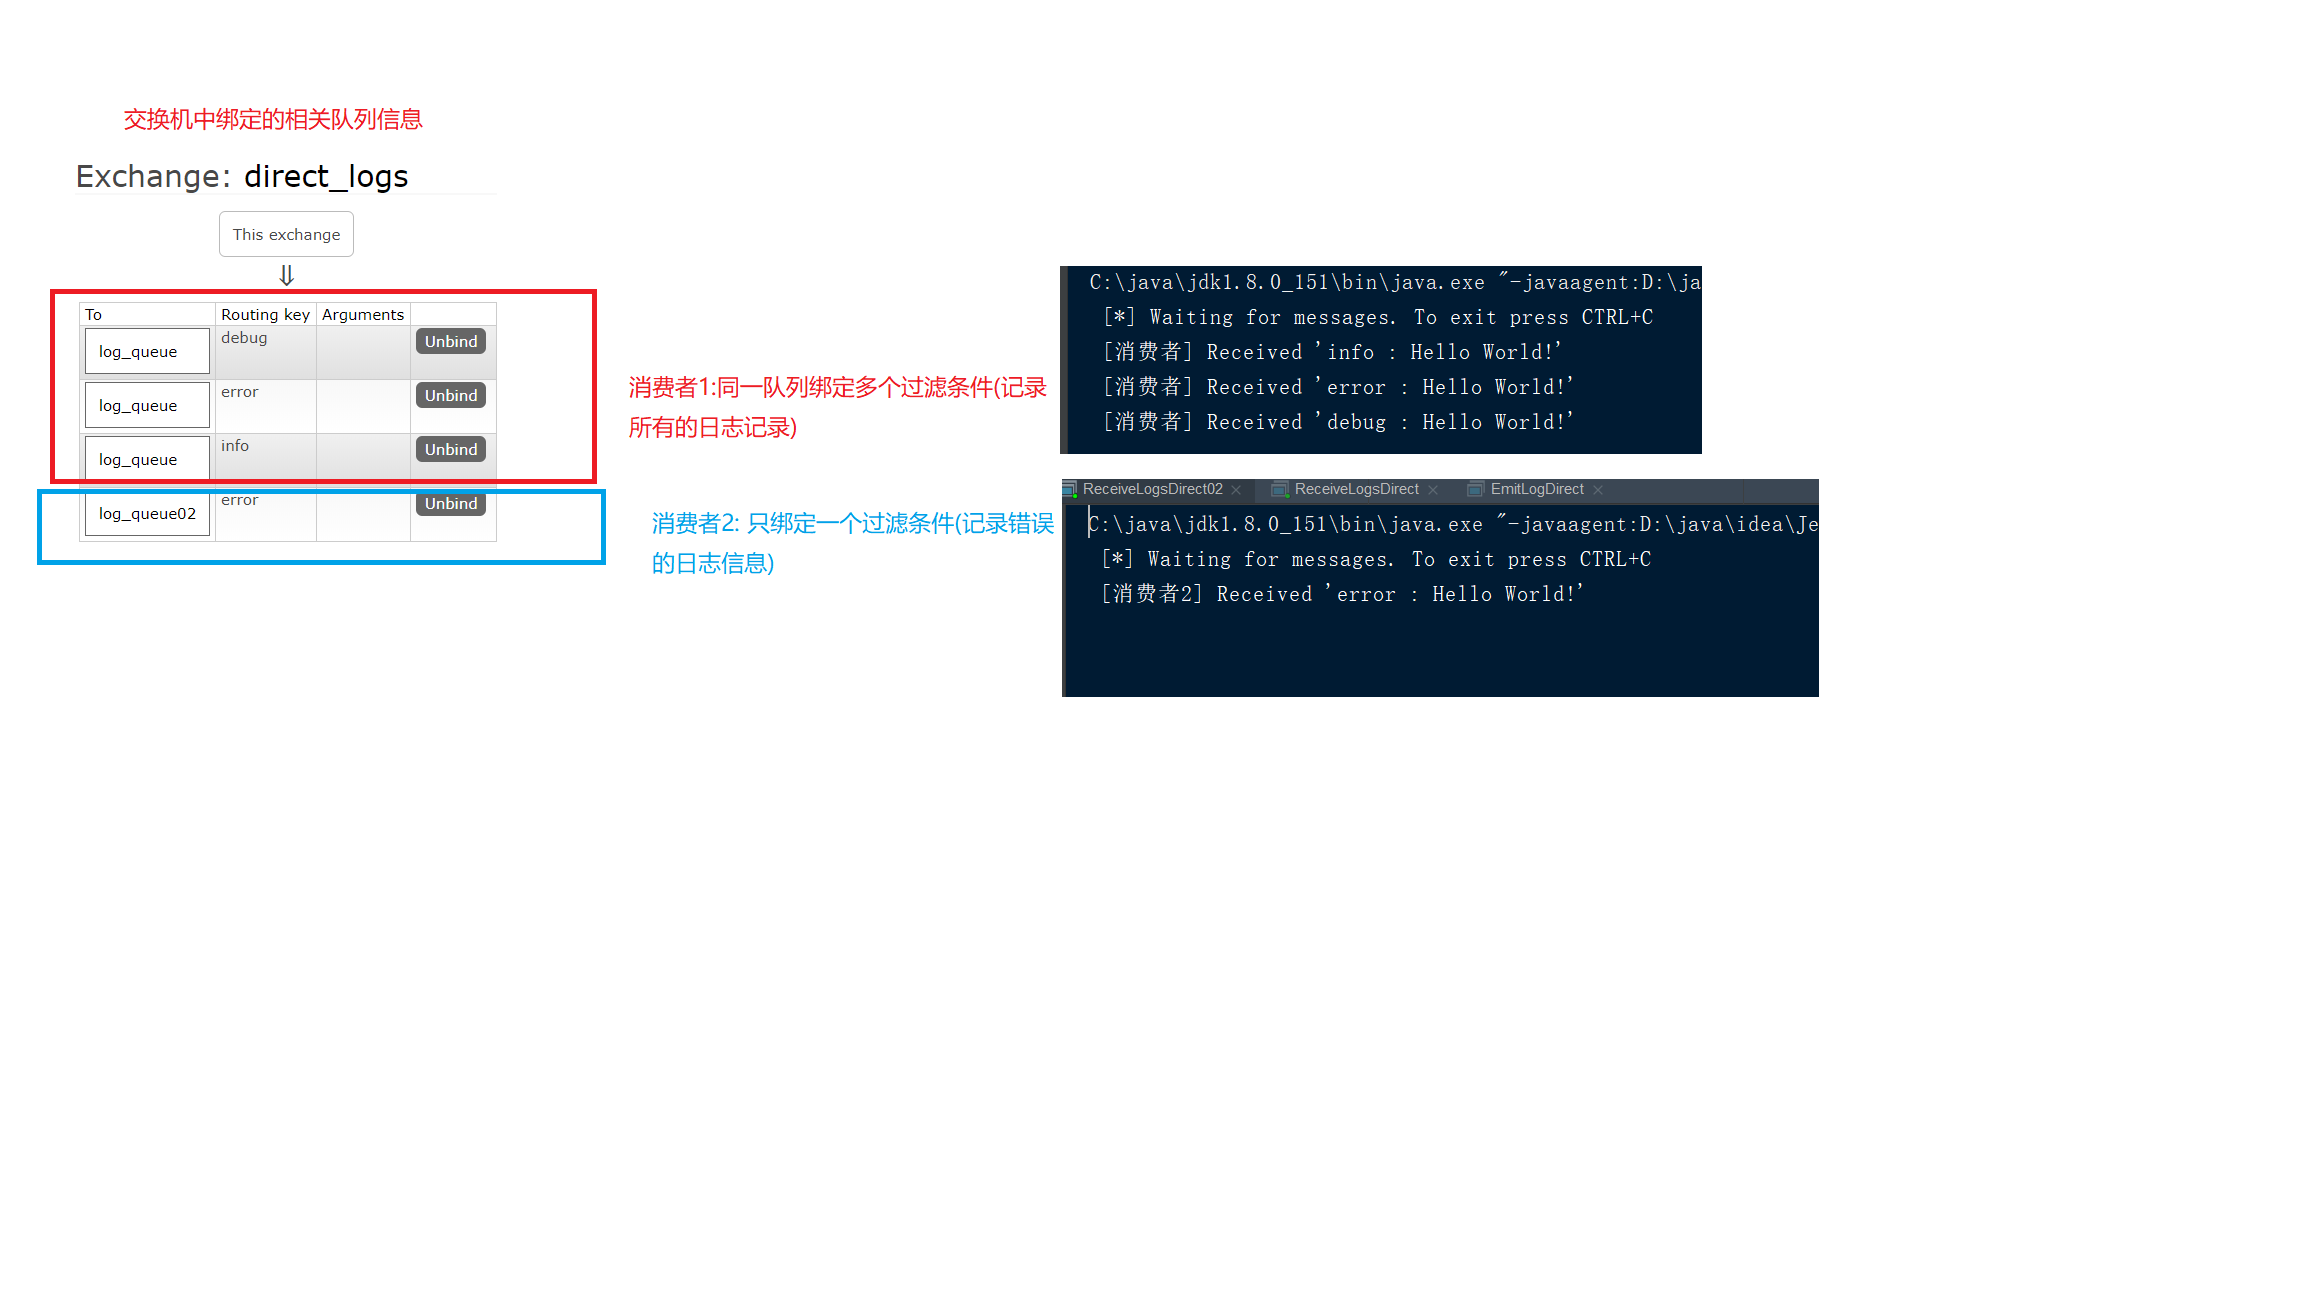 交换机中绑定的相关队列信息
Exchange: direct_logs
This exchange
⇓
To Routing key Arguments
log_queue debug Unbind
log_queue error Unbind
log_queue info Unbind
log_queue02 error Unbind
消费者1:同一队列绑定多个过滤条件(记录
所有的日志记录)
消费者2: 只绑定一个过滤条件(记录错误
的日志信息)
C:\java\jdk1.8.0_151\bin\java.exe "-javaagent:D:\ja
[*] Waiting for messages. To exit press CTRL+C
[消费者] Received 'info : Hello World!'
[消费者] Received 'error : Hello World!'
[消费者] Received 'debug : Hello World!'
ReceiveLogsDirect02 ReceiveLogsDirect EmitLogDirect
C:\java\jdk1.8.0_151\bin\java.exe "-javaagent:D:\java\idea\Je
[*] Waiting for messages. To exit press CTRL+C
[消费者2] Received 'error : Hello World!'